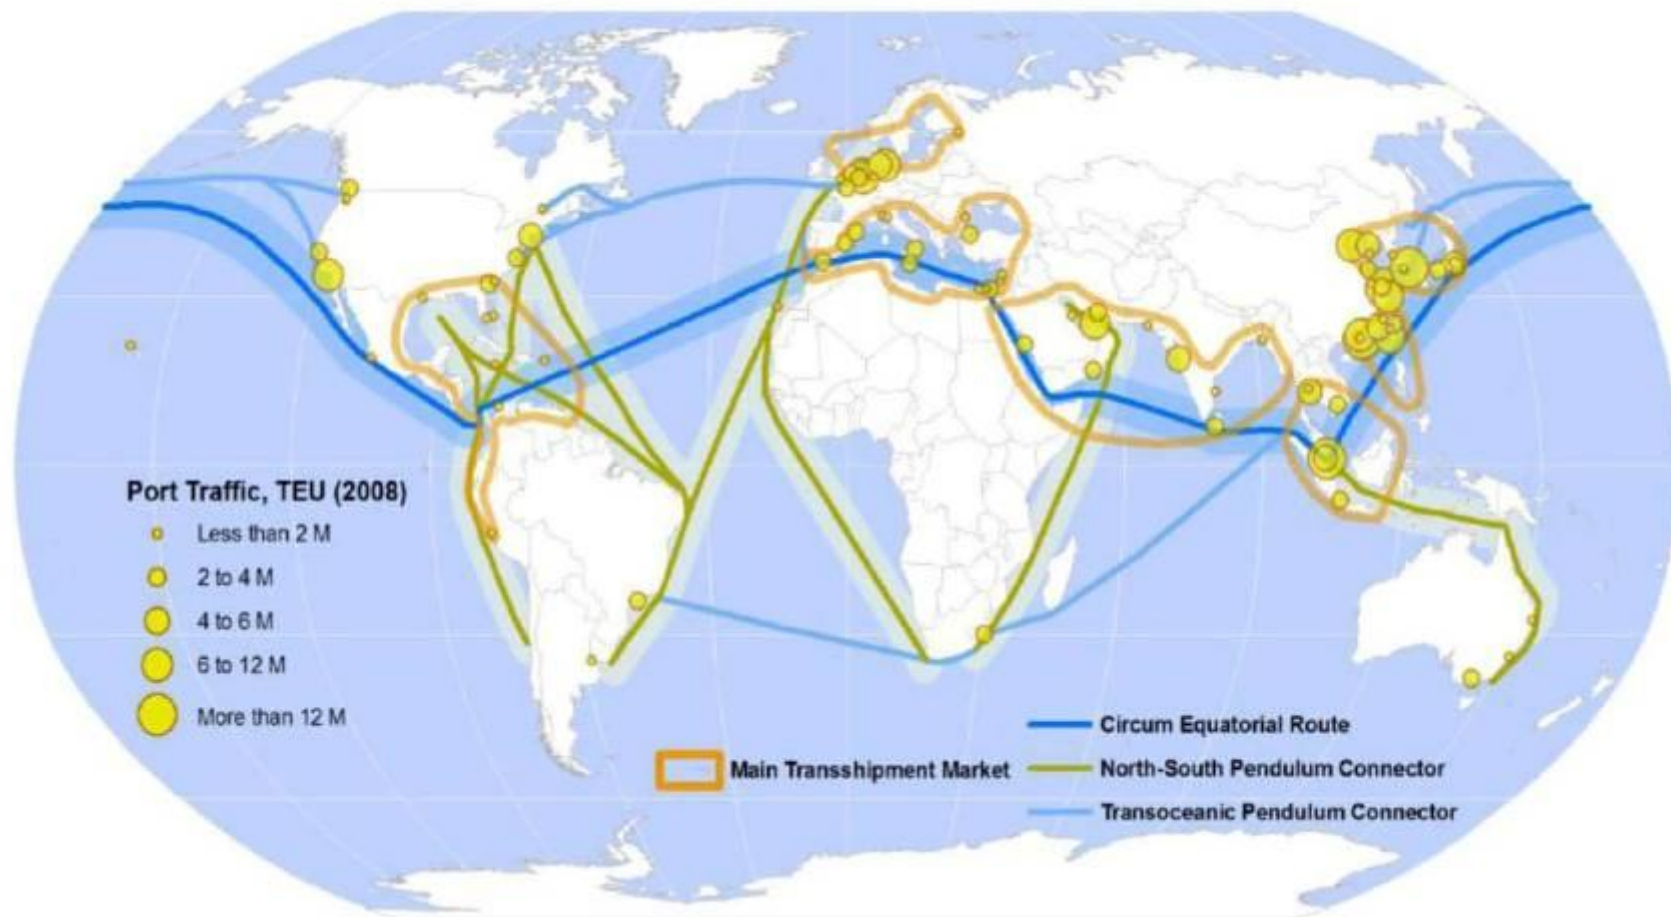 Port Traffic, TEU (2008)
Less than 2 M
2 to 4 M
4 to 6 M
6 to 12 M
More than 12 M
Main Transshipment Market
Circum Equatorial Route
North-South Pendulum Connector
Transoceanic Pendulum Connector